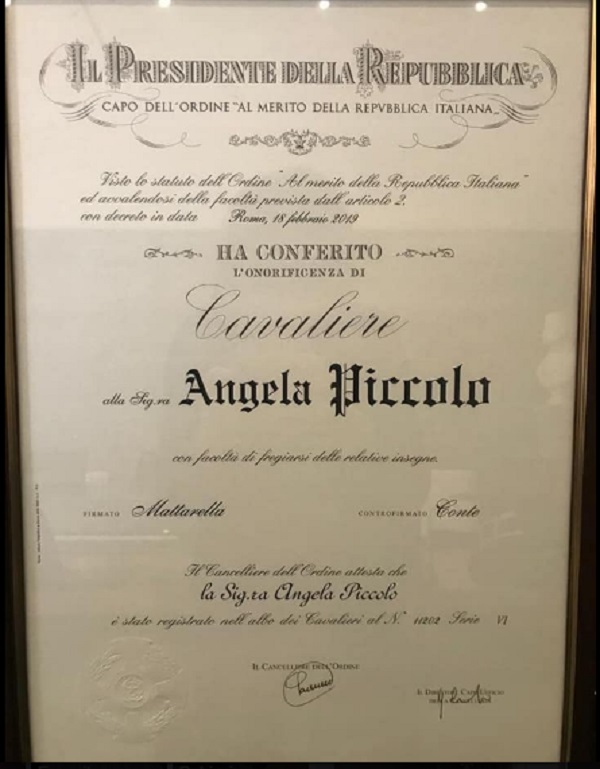 IL PRESIDENTE DELLA REPUBBLICA
CAPO DELL'ORDINE "AL MERITO DELLA REPVBBLICA ITALIANA"
Visto lo statuto dell'Ordine "Al merito della Repubblica Italiana"
ed avvalendosi della facoltà prevista dall'articolo 2,
con decreto in data Roma, 18 febbraio 2019
HA CONFERITO
L'ONORIFICENZA DI
Cavaliere
alla Sig.ra Angela Piccolo
con facoltà di fregiarsi delle relative insegne.
FIRMATO Mattarella CONTROFIRMATO Conte
Il Cancelliere dell'Ordine attesta che
la Sig.ra Angela Piccolo
è stato registrato nell'albo dei Cavalieri al N.° 11202 Serie VI
IL CANCELLIERE DELL'ORDINE